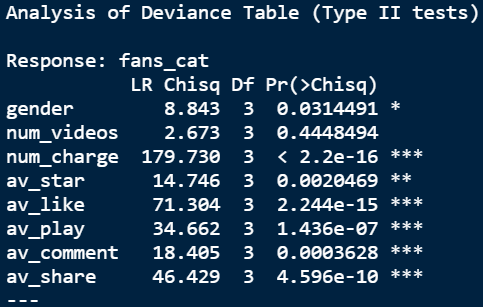 Analysis of Deviance Table (Type II tests)
Response: fans_cat
LR Chisq Df Pr(>Chisq)
gender 8.843 3 0.0314491 *
num_videos 2.673 3 0.4448494
num_charge 179.730 3 < 2.2e-16 ***
av_star 14.746 3 0.0020469 **
av_like 71.304 3 2.244e-15 ***
av_play 34.662 3 1.436e-07 ***
av_comment 18.405 3 0.0003628 ***
av_share 46.429 3 4.596e-10 ***
---